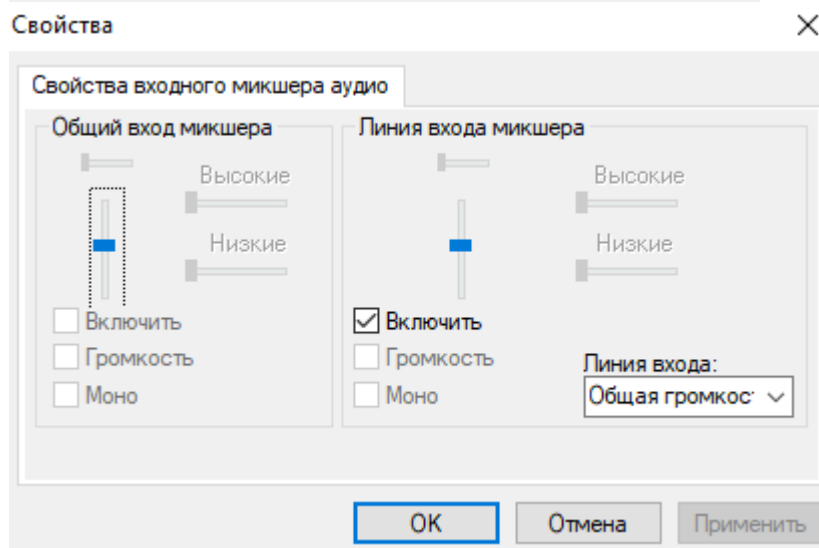 Свойства
Свойства входного микшера аудио
Общий вход микшера
Высокие
Низкие
Включить
Громкость
Моно
Линия входа микшера
Высокие
Низкие
Включить
Громкость
Моно
Линия входа:
Общая громкос
OK
Отмена
Применить